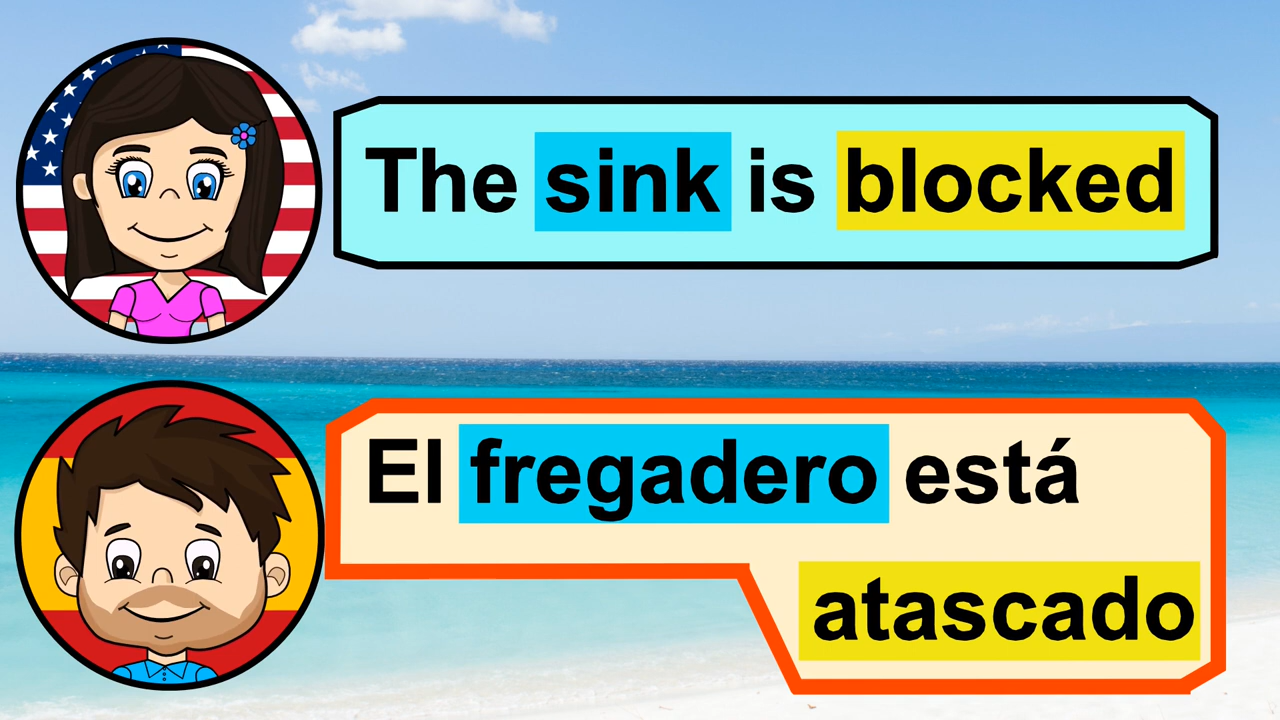 The sink is blocked
El fregadero está
atascado